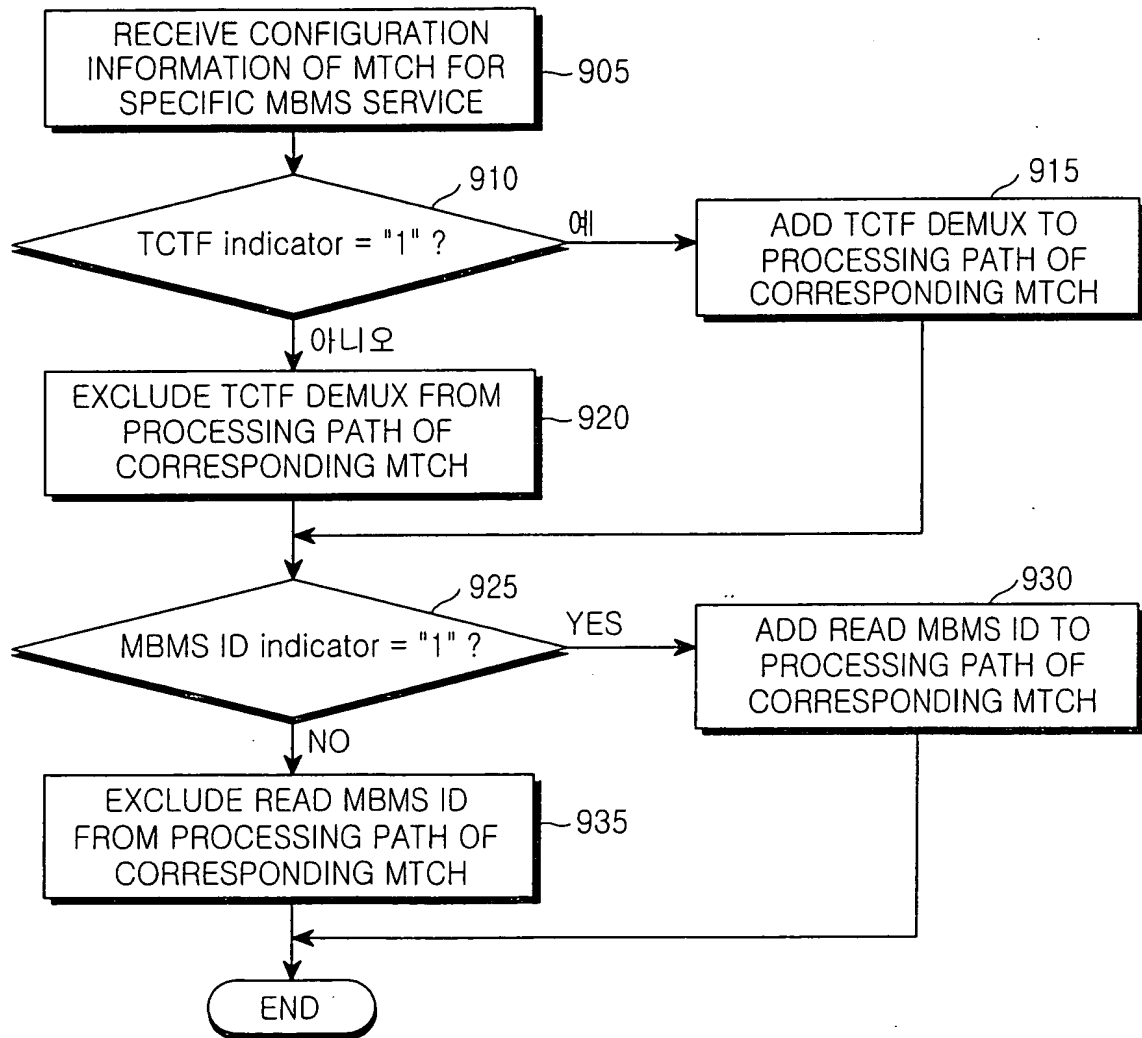 RECEIVE CONFIGURATION
INFORMATION OF MTCH FOR
SPECIFIC MBMS SERVICE
905
910
TCTF indicator = "1" ?
예
915
ADD TCTF DEMUX TO
PROCESSING PATH OF
CORRESPONDING MTCH
아니오
EXCLUDE TCTF DEMUX FROM
PROCESSING PATH OF
CORRESPONDING MTCH
920
925
MBMS ID indicator = "1" ?
YES
930
ADD READ MBMS ID TO
PROCESSING PATH OF
CORRESPONDING MTCH
NO
EXCLUDE READ MBMS ID
FROM PROCESSING PATH OF
CORRESPONDING MTCH
935
END